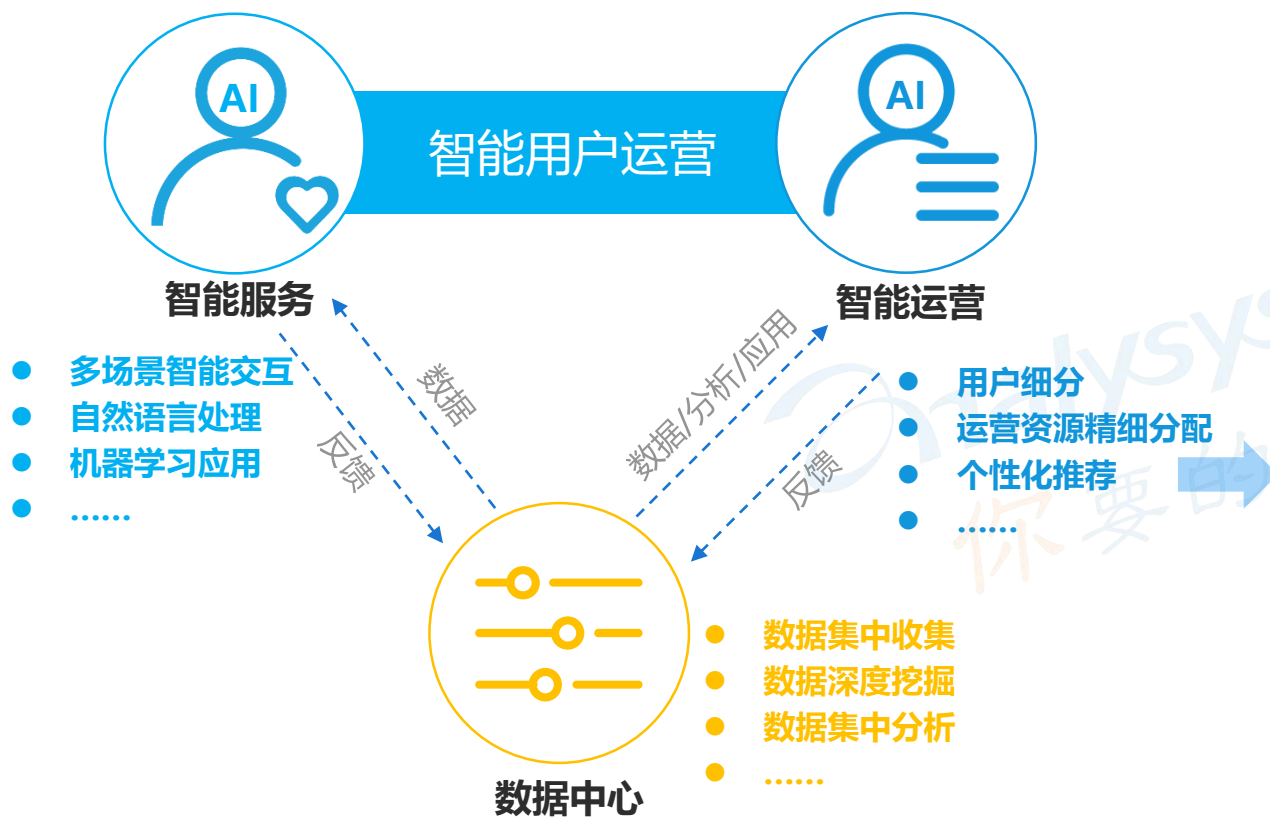 AI
智能用户运营
AI
智能服务
智能运营
多场景智能交互
自然语言处理
机器学习应用
......
数据
反馈
数据/分析/应用
反馈
用户细分
运营资源精细分配
个性化推荐
......
nalysys
你要的
数据集中收集
数据深度挖掘
数据集中分析
......
数据中心